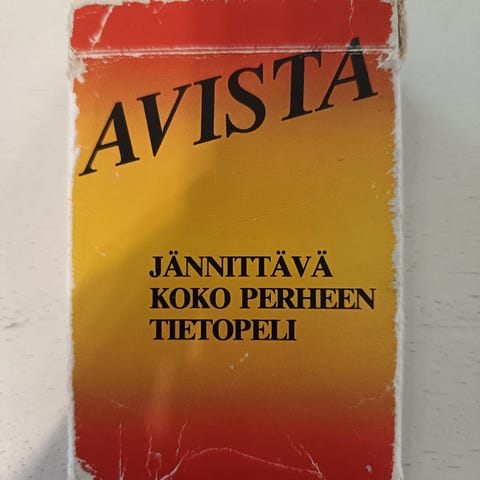 AVISTA
JÄNNITTÄVÄ
KOKO PERHEEN
TIETOPELI